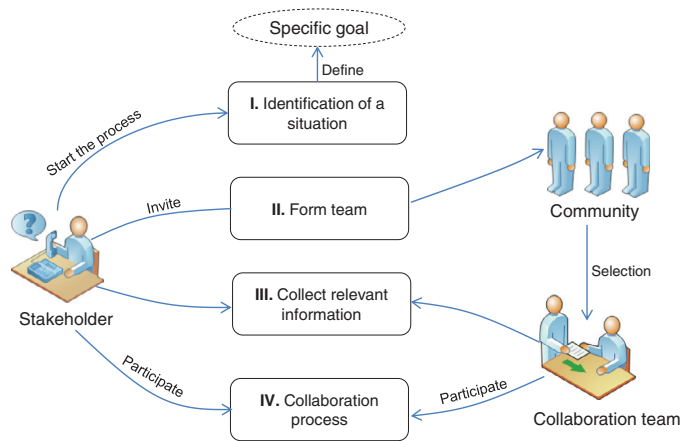 Specific goal
Define
I. Identification of a
situation
Start the process
Invite
II. Form team
Community
Selection
Stakeholder
III. Collect relevant
information
Participate
IV. Collaboration
process
Participate
Collaboration team
?